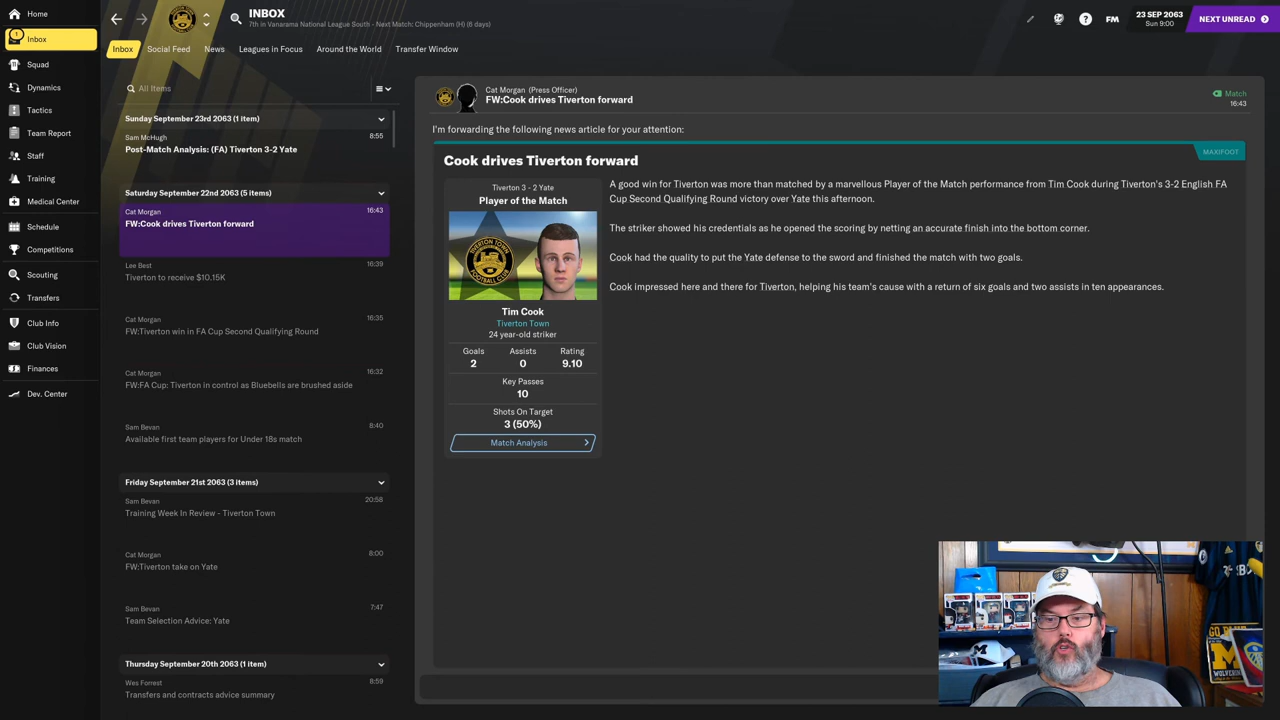 Home
Inbox
1
Squad
Dynamics
Tactics
Team Report
Staff
Training
Medical Center
Schedule
Competitions
Scouting
Transfers
Club Info
Club Vision
Finances
Dev. Center
INBOX
7th in Vanarama National League South - Next Match: Chippenham (H) (6 days)
FM
23 SEP 2063
Sun 9:00
NEXT UNREAD
Inbox
Social Feed
News
Leagues in Focus
Around the World
Transfer Window
All Items
Sunday September 23rd 2063 (1 item)
Sam McHugh
8:55
Post-Match Analysis: (FA) Tiverton 3-2 Yate
Saturday September 22nd 2063 (5 items)
Cat Morgan
16:43
FW:Cook drives Tiverton forward
Lee Best
16:39
Tiverton to receive $10.15K
Cat Morgan
16:35
FW:Tiverton win in FA Cup Second Qualifying Round
Cat Morgan
16:32
FW:FA Cup: Tiverton in control as Bluebells are brushed aside
Sam Bevan
8:40
Available first team players for Under 18s match
Friday September 21st 2063 (3 items)
Sam Bevan
20:58
Training Week In Review - Tiverton Town
Cat Morgan
8:00
FW:Tiverton take on Yate
Sam Bevan
7:47
Team Selection Advice: Yate
Thursday September 20th 2063 (1 item)
Wes Forrest
8:59
Transfers and contracts advice summary
Cat Morgan (Press Officer)
FW:Cook drives Tiverton forward
Match
16:43
I'm forwarding the following news article for your attention:
Cook drives Tiverton forward
MAXIFOOT
Tiverton 3 - 2 Yate
Player of the Match
TIVERTON TOWN
FOOTBALL CLUB
Tim Cook
Tiverton Town
24 year-old striker
Goals
Assists
Rating
2
0
9.10
Key Passes
10
Shots On Target
3 (50%)
Match Analysis
A good win for Tiverton was more than matched by a marvellous Player of the Match performance from Tim Cook during Tiverton's 3-2 English FA
Cup Second Qualifying Round victory over Yate this afternoon.
The striker showed his credentials as he opened the scoring by netting an accurate finish into the bottom corner.
Cook had the quality to put the Yate defense to the sword and finished the match with two goals.
Cook impressed here and there for Tiverton, helping his team's cause with a return of six goals and two assists in ten appearances.
GO BLUE
M
WOLVERINES